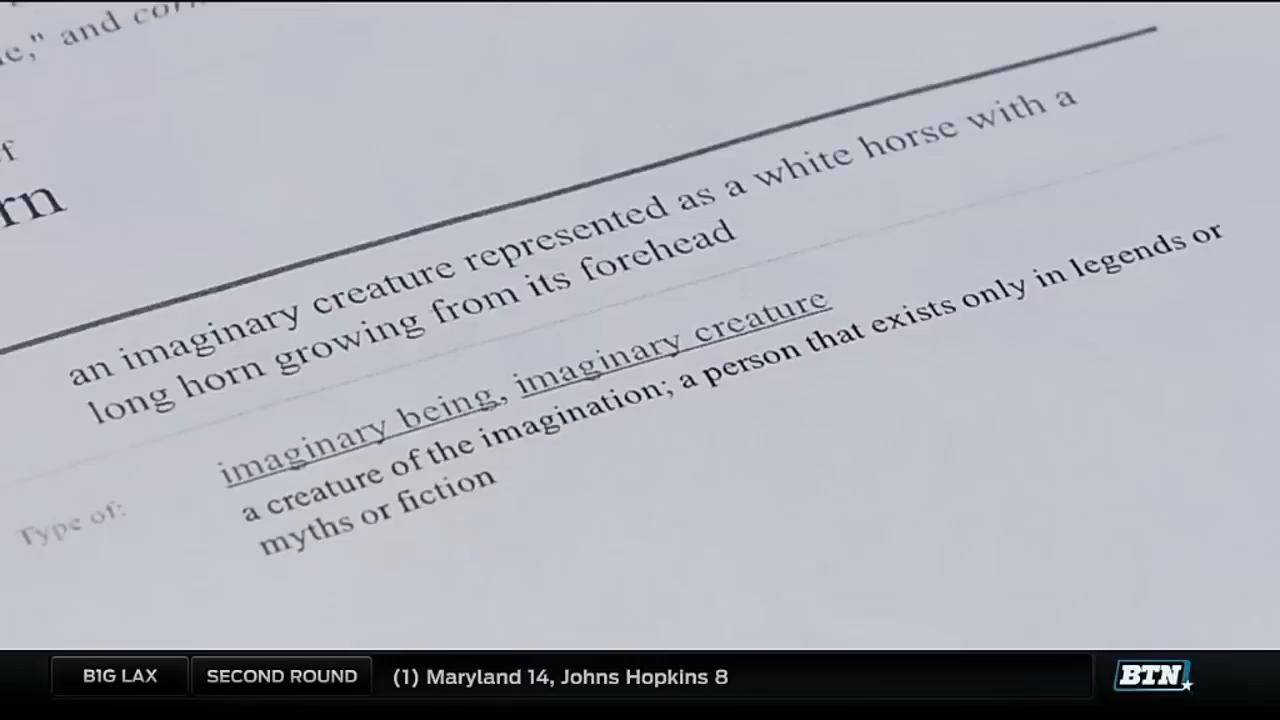 e," and corn
f
rn
an imaginary creature represented as a white horse with a
long horn growing from its forehead
Type of:
imaginary being, imaginary creature
a creature of the imagination; a person that exists only in legends or
myths or fiction
B1G LAX
SECOND ROUND
(1) Maryland 14, Johns Hopkins 8
BTN